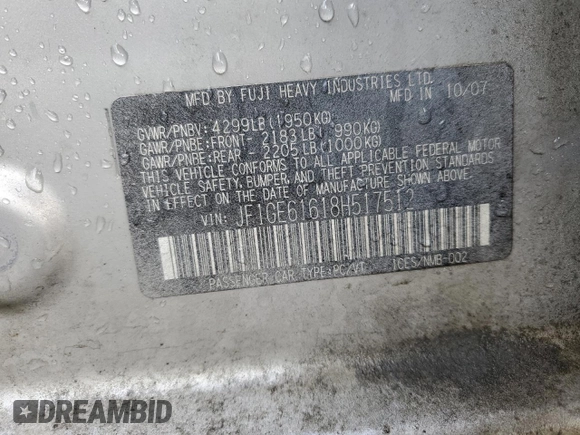 MFD BY FUJI HEAVY INDUSTRIES LTD.
MFD IN 10/07
GVWR/PNBV: 4299LB(1950KG)
GAWR/PNBE:FRONT 2183LB(990KG)
GAWR/PNBE:REAR 2205LB(1000KG)
THIS VEHICLE CONFORMS TO ALL APPLICABLE FEDERAL MOTOR
VEHICLE SAFETY, BUMPER, AND THEFT PREVENTION STANDARDS
IN EFFECT ON THE DATE OF MANUFACTURE SHOWN ABOVE.
VIN: JF1GE61618H517512
PASSENGER CAR TYPE:PC/VT ICES/NMB-002
DREAMBID